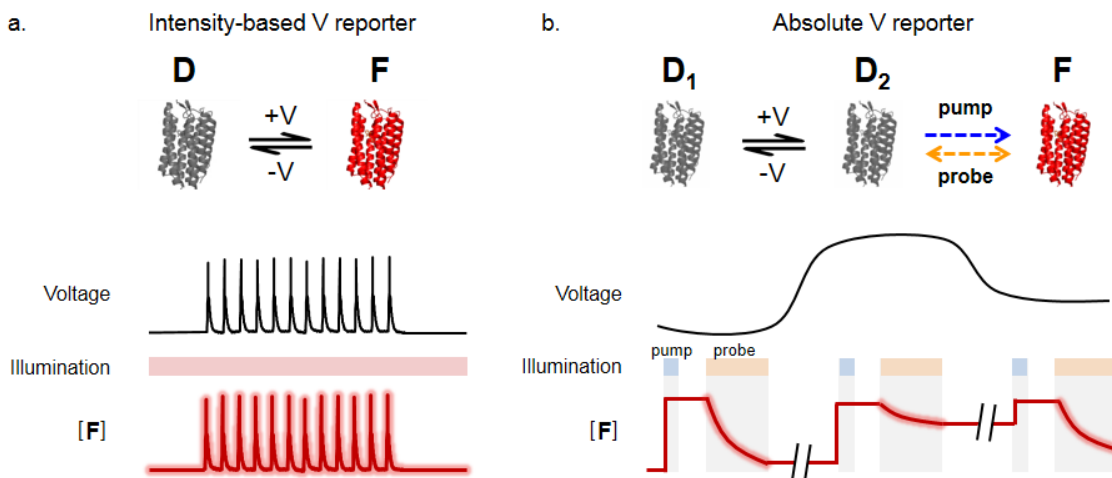 a. Intensity-based V reporter
D F
+V
-V
Voltage
Illumination
[F]
b. Absolute V reporter
D₁ D₂ F
+V pump
-V probe
Voltage
pump probe
Illumination
[F]